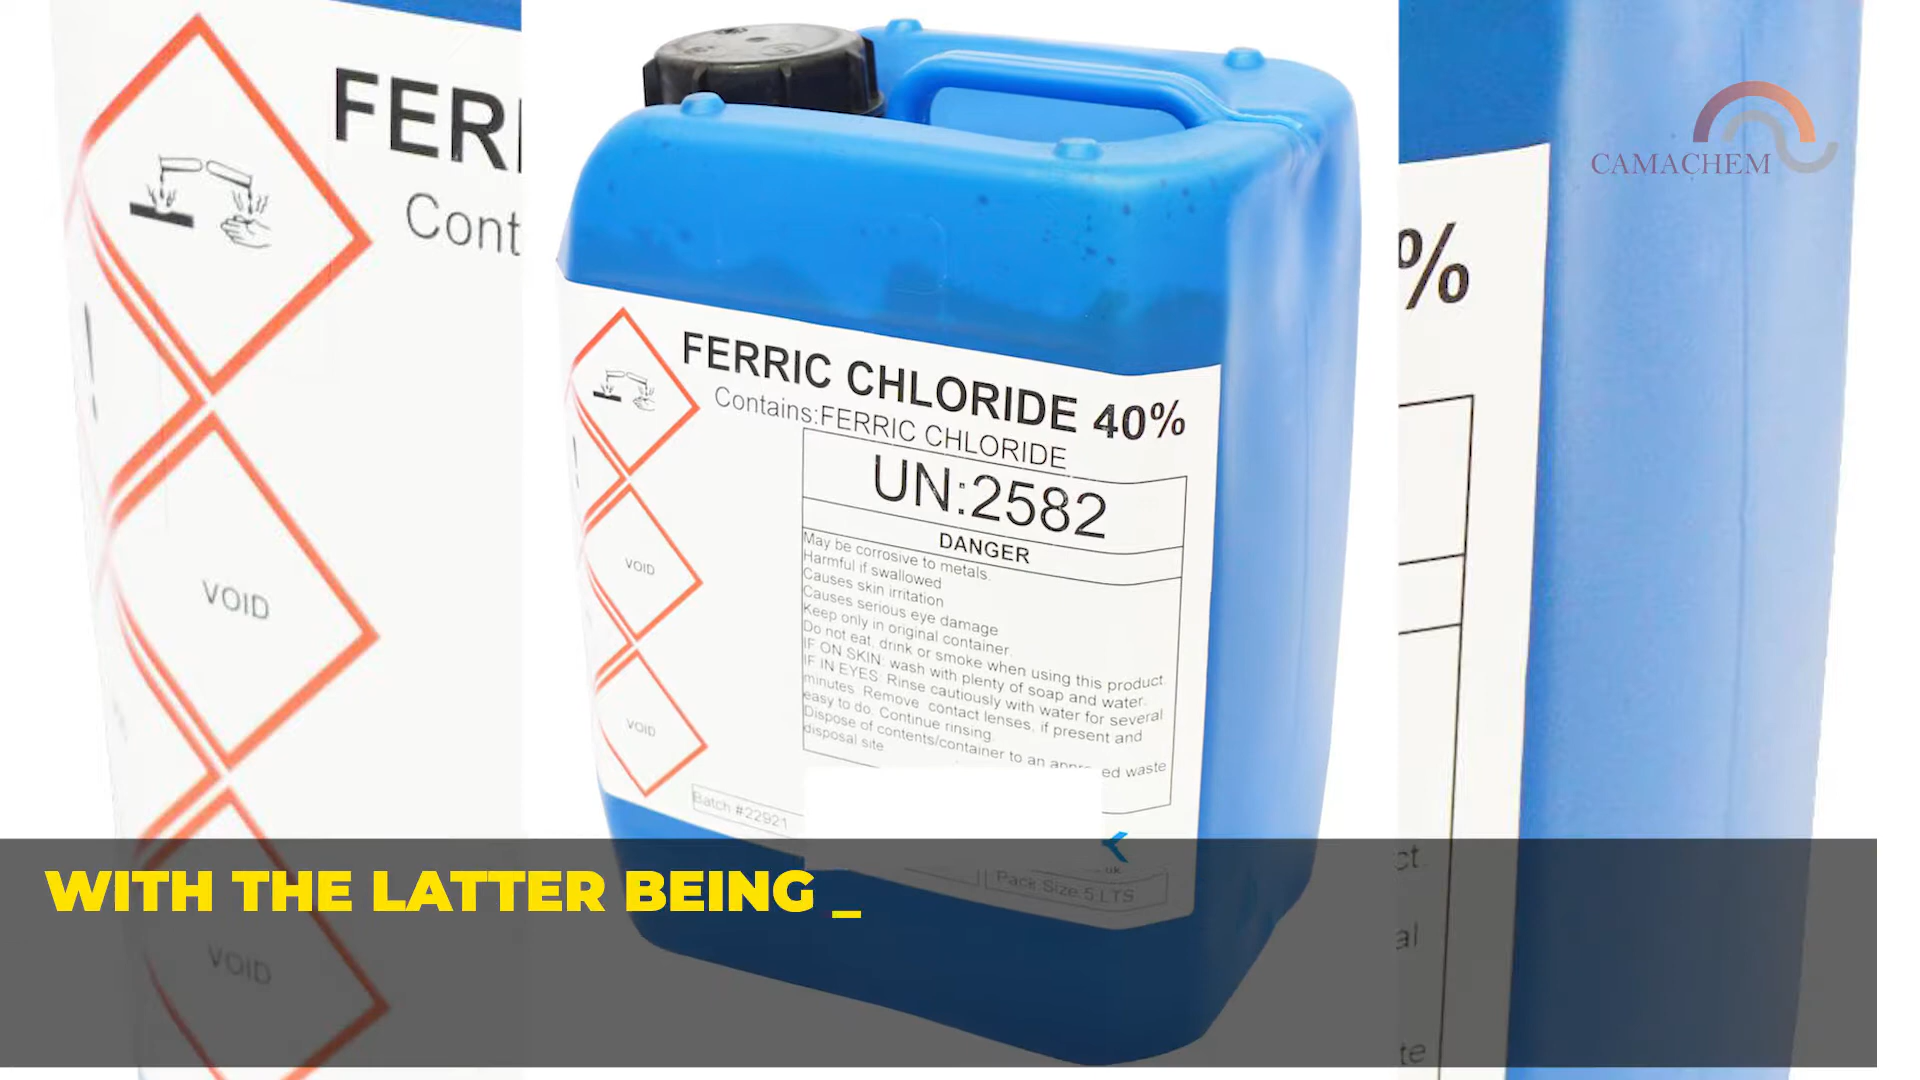 FERRIC CHLORIDE 40%
Contains:FERRIC CHLORIDE
UN:2582
DANGER
May be corrosive to metals.
Harmful if swallowed
Causes skin irritation
Causes serious eye damage
Keep only in original container.
Do not eat, drink or smoke when using this product.
IF ON SKIN: wash with plenty of soap and water.
IF IN EYES: Rinse cautiously with water for several
minutes. Remove contact lenses, if present and
easy to do. Continue rinsing.
Dispose of contents/container to an approved waste
disposal site
VOID
VOID
Batch #22921
Pack Size 5 LTS
uk
FER
Cont
!
VOID
VOID
%
ct.
al
te
CAMACHEM
WITH THE LATTER BEING _